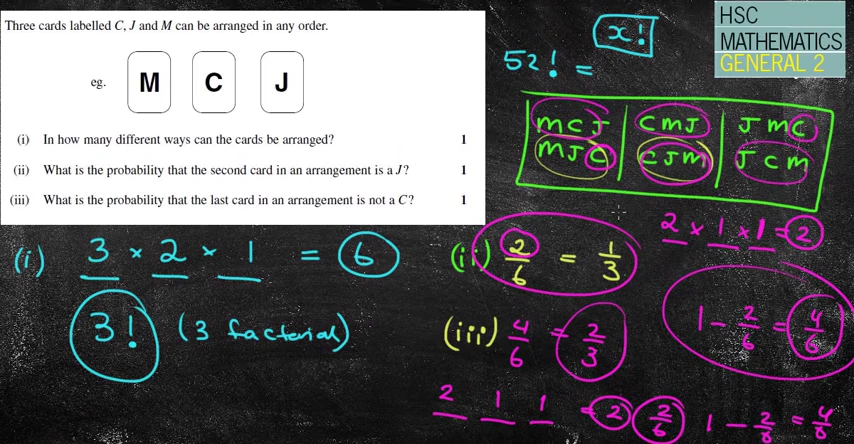 Three cards labelled C, J and M can be arranged in any order.
eg. M C J
(i) In how many different ways can the cards be arranged? 1
(ii) What is the probability that the second card in an arrangement is a J? 1
(iii) What is the probability that the last card in an arrangement is not a C? 1
x!
52! =
HSC
MATHEMATICS
GENERAL 2
MCJ | CMJ | JMC
MJC | CJM | JCM
2 × 1 × 1 = 2
(i) 3 × 2 × 1 = 6
3! (3 factorial)
(ii) 2/6 = 1/3
1 - 2/6 = 4/6
(iii) 4/6 = 2/3
2 1 1 = 2 2/6 1 - 2/6 = 4/6